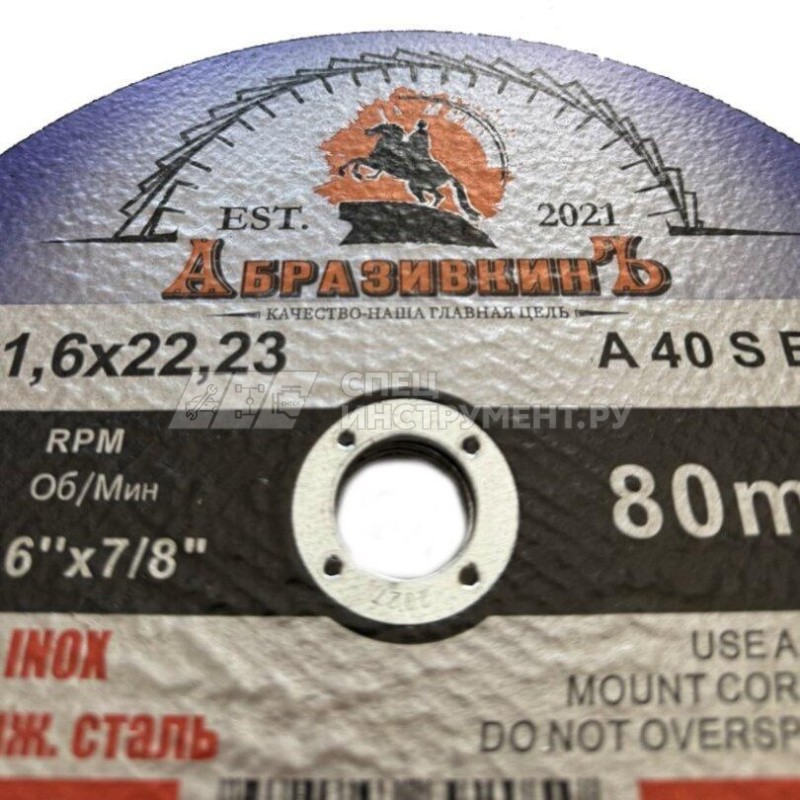 EST. 2021
АбразивкинЪ
КАЧЕСТВО-НАША ГЛАВНАЯ ЦЕЛЬ
1,6x22,23
A 40 S B
СПЕЦ
ИНСТРУМЕНТ.РУ
RPM
Об/Мин
80m
6''x7/8"
INOX
Ж. сталь
USE A
MOUNT COR
DO NOT OVERSP